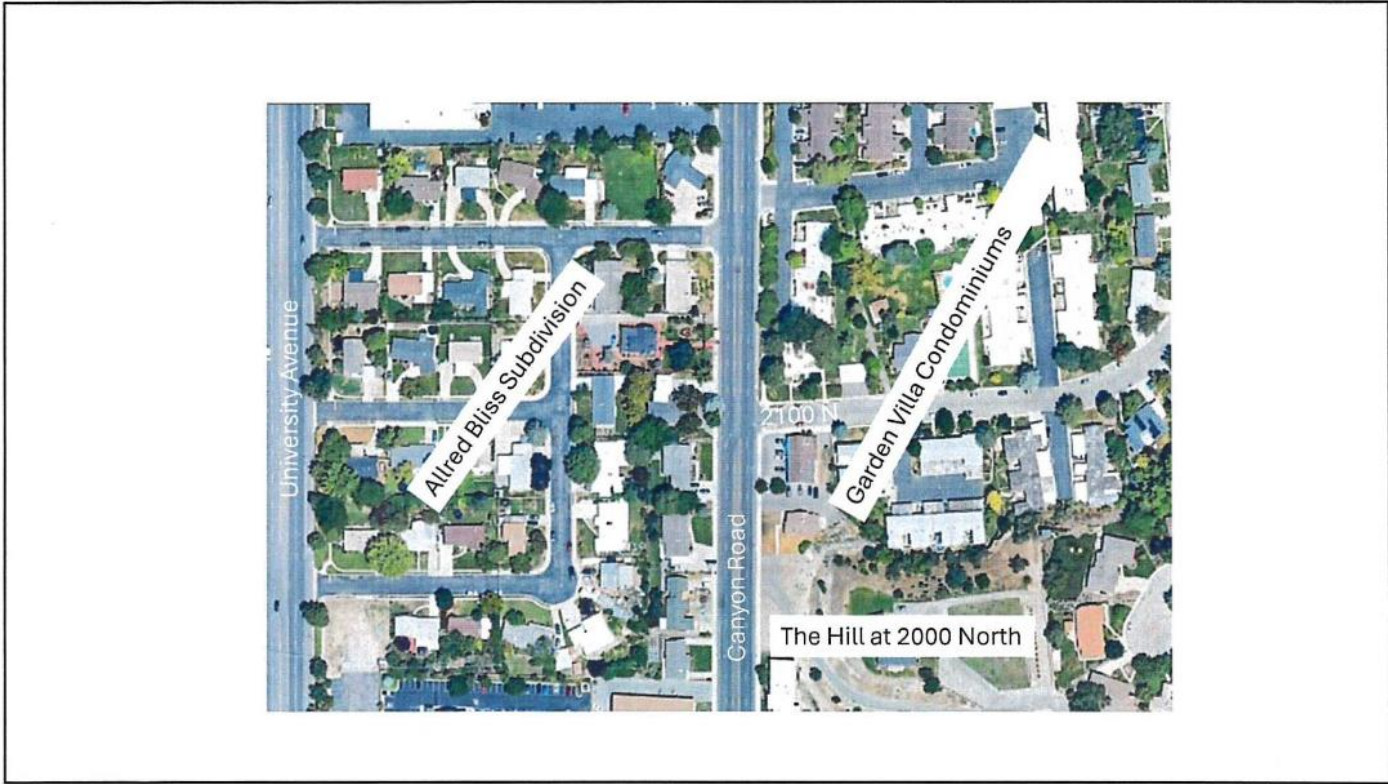 University Avenue
Allred Bliss Subdivision
Canyon Road
2100 N
Garden Villa Condominiums
The Hill at 2000 North